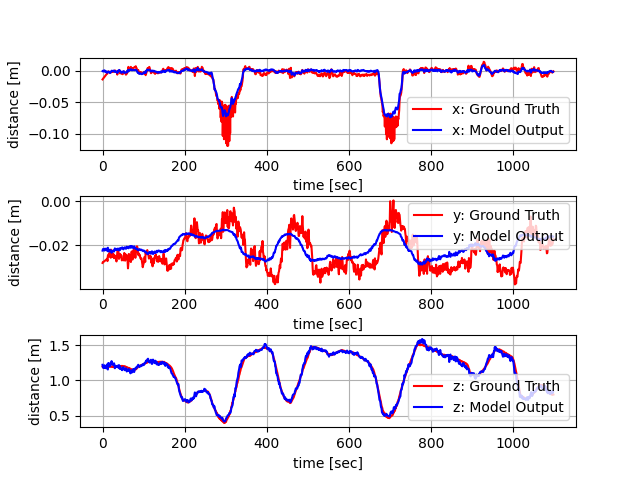 0.00
−0.05
−0.10
distance [m]
x: Ground Truth
x: Model Output
0 200 400 600 800 1000
time [sec]
0.00
−0.02
distance [m]
y: Ground Truth
y: Model Output
0 200 400 600 800 1000
time [sec]
1.5
1.0
0.5
distance [m]
z: Ground Truth
z: Model Output
0 200 400 600 800 1000
time [sec]